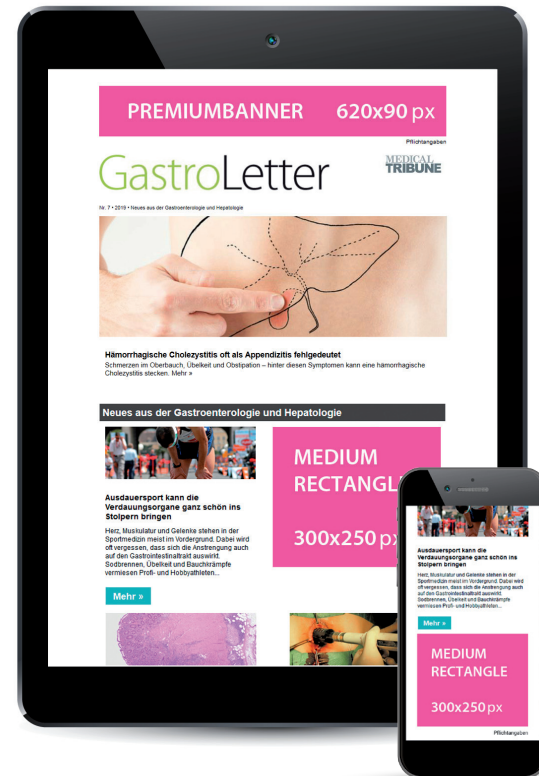 PREMIUMBANNER 620x90 px
Pflichtangaben
GastroLetter
MEDICAL
TRIBUNE
Nr. 7 • 2019 • Neues aus der Gastroenterologie und Hepatologie
Hämorrhagische Cholezystitis oft als Appendizitis fehlgedeutet
Schmerzen im Oberbauch, Übelkeit und Obstipation – hinter diesen Symptomen kann eine hämorrhagische
Cholezystitis stecken. Mehr »
Neues aus der Gastroenterologie und Hepatologie
Ausdauersport kann die
Verdauungsorgane ganz schön ins
Stolpern bringen
Herz, Muskulatur und Gelenke stehen in der
Sportmedizin meist im Vordergrund. Dabei wird
oft vergessen, dass sich die Anstrengung auch
auf den Gastrointestinaltrakt auswirkt.
Sodbrennen, Übelkeit und Bauchkrämpfe
vermiesen Profi- und Hobbyathleten...
Mehr »
MEDIUM
RECTANGL
300x250 p
Ausdauersport kann die
Verdauungsorgane ganz schön ins
Stolpern bringen
Herz, Muskulatur und Gelenke stehen in der
Sportmedizin meist im Vordergrund. Dabei wird
oft vergessen, dass sich die Anstrengung auch
auf den Gastrointestinaltrakt auswirkt.
Sodbrennen, Übelkeit und Bauchkrämpfe
vermiesen Profi- und Hobbyathleten...
Mehr »
MEDIUM
RECTANGLE
300x250 px
Pflichtangaben